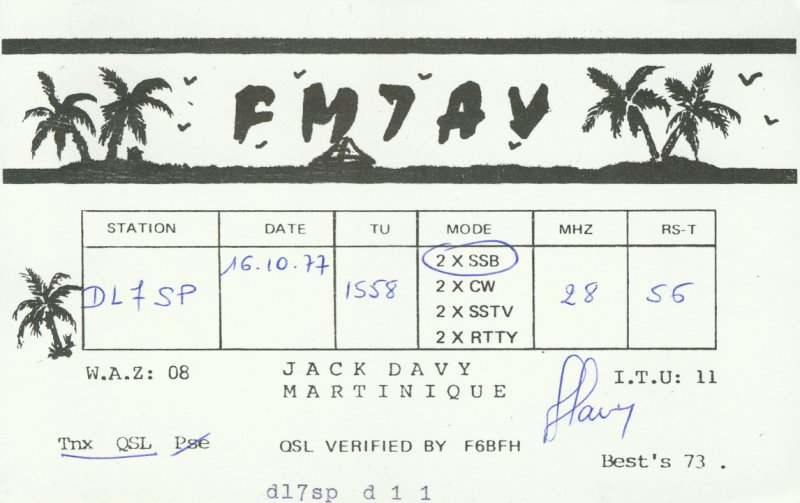 FM7AV
STATION DATE TU MODE MHZ RS-T
DL7SP 16.10.77 1558 2 X SSB 28 56
2 X CW
2 X SSTV
2 X RTTY
W.A.Z: 08 JACK DAVY I.T.U: 11
MARTINIQUE
Davy
Tnx QSL Pse QSL VERIFIED BY F6BFH
Best's 73 .
dl7sp d 1 1